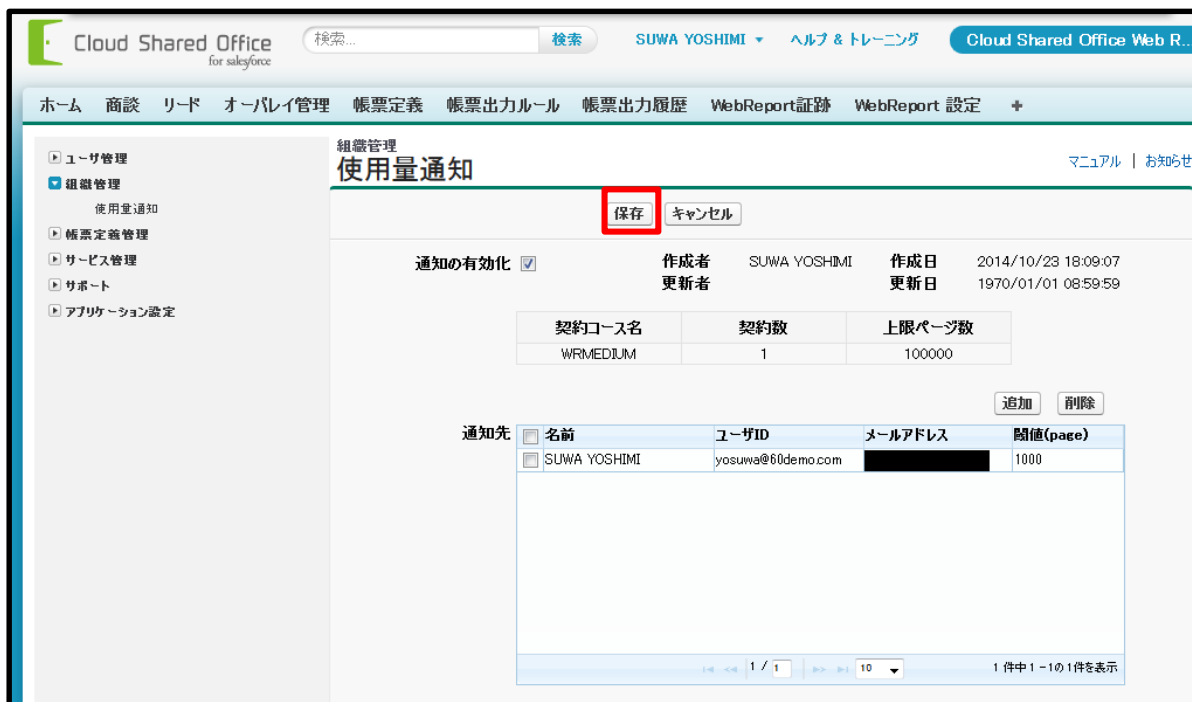 Cloud Shared Office
for salesforce
検索...
検索
SUWA YOSHIMI
ヘルプ & トレーニング
Cloud Shared Office Web R...
ホーム 商談 リード オーバレイ管理 帳票定義 帳票出力ルール 帳票出力履歴 WebReport証跡 WebReport 設定 +
ユーザ管理
組織管理
使用量通知
帳票定義管理
サービス管理
サポート
アプリケーション設定
組織管理
使用量通知
マニュアル | お知らせ
保存 キャンセル
通知の有効化 作成者 SUWA YOSHIMI 作成日 2014/10/23 18:09:07
更新者 更新日 1970/01/01 08:59:59
契約コース名 契約数 上限ページ数
WRMEDIUM 1 100000
追加 削除
通知先 名前 ユーザID メールアドレス 閾値(page)
SUWA YOSHIMI yosuwa@60demo.com 1000
1 / 1 10 1 件中 1 - 1の 1件を表示